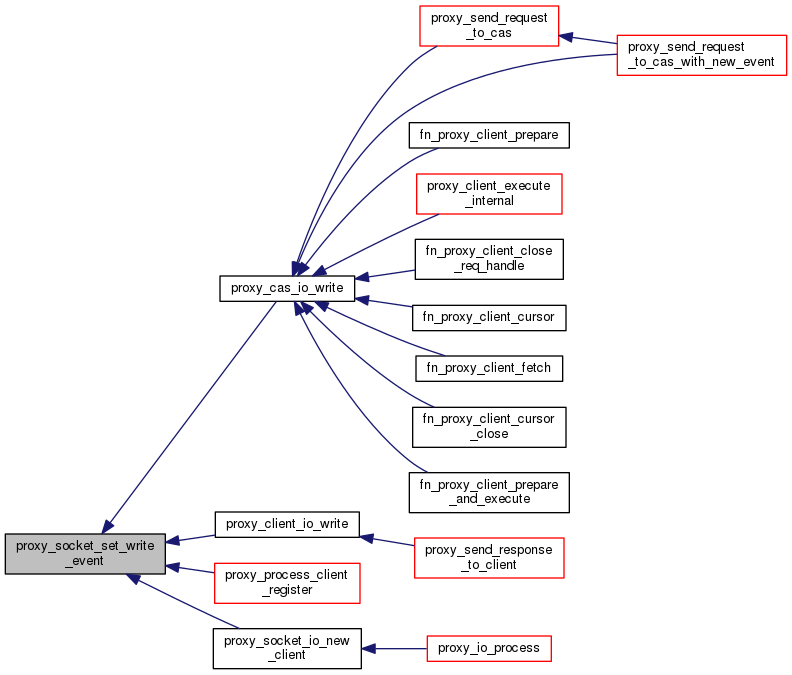 proxy_send_request
_to_cas
proxy_send_request
_to_cas_with_new_event
fn_proxy_client_prepare
proxy_client_execute
_internal
fn_proxy_client_close
_req_handle
proxy_cas_io_write
fn_proxy_client_cursor
fn_proxy_client_fetch
fn_proxy_client_cursor
_close
fn_proxy_client_prepare
_and_execute
proxy_socket_set_write
_event
proxy_client_io_write
proxy_send_response
_to_client
proxy_process_client
_register
proxy_socket_io_new
_client
proxy_io_process